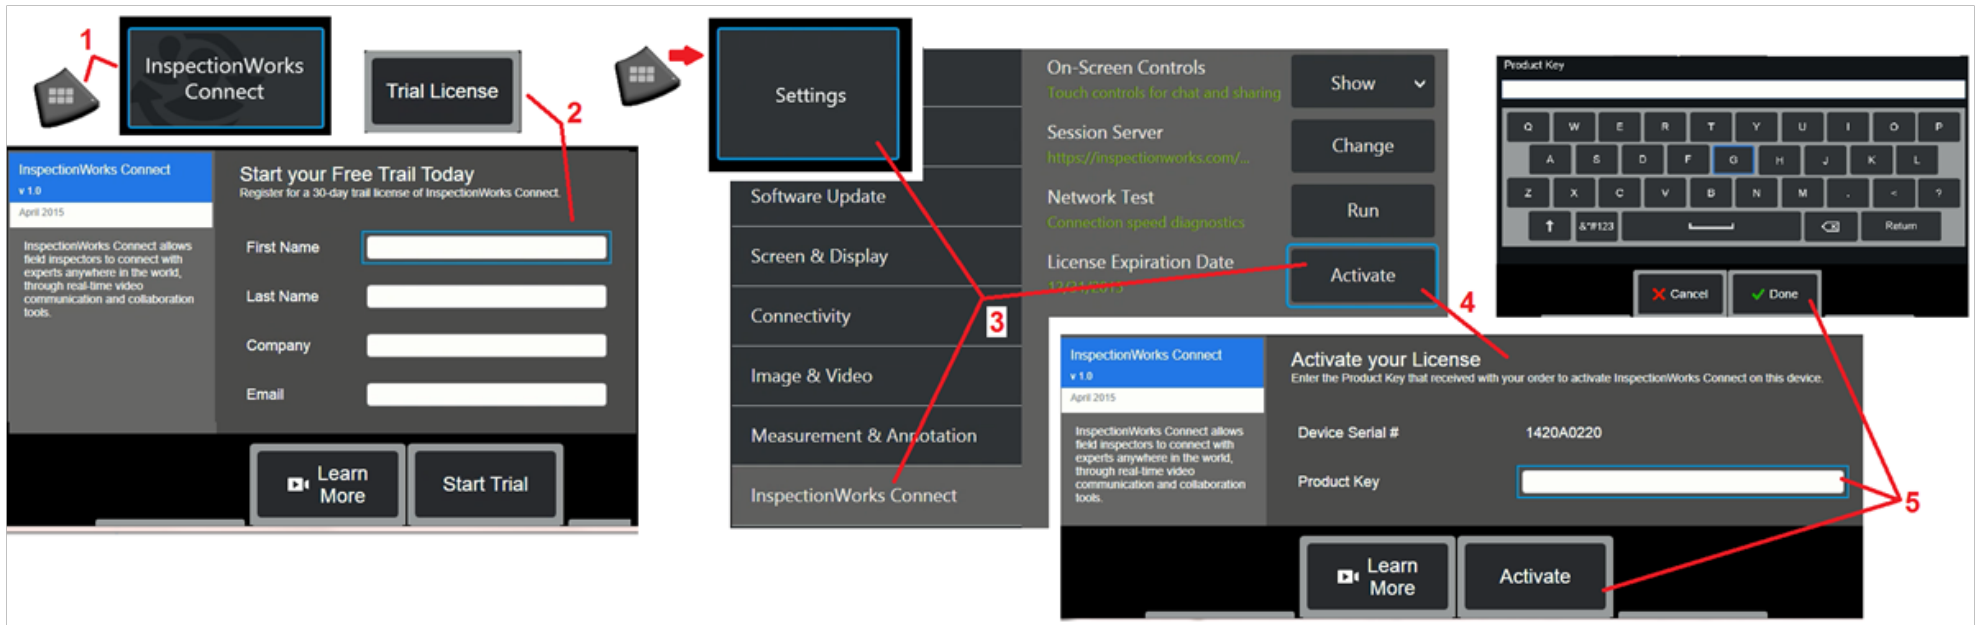 1
InspectionWorks
Connect
Trial License
2
InspectionWorks Connect
v 1.0
April 2015
InspectionWorks Connect allows
field inspectors to connect with
experts anywhere in the world,
through real-time video
communication and collaboration
tools.
Start your Free Trail Today
Register for a 30-day trail license of InspectionWorks Connect.
First Name
Last Name
Company
Email
Learn
More
Start Trial
Settings
Software Update
Screen & Display
Connectivity
Image & Video
Measurement & Annotation
InspectionWorks Connect
3
On-Screen Controls
Touch controls for chat and sharing
Show
Session Server
https://inspectionworks.com/...
Change
Network Test
Connection speed diagnostics
Run
License Expiration Date
12/31/2015
Activate
4
InspectionWorks Connect
v 1.0
April 2015
InspectionWorks Connect allows
field inspectors to connect with
experts anywhere in the world,
through real-time video
communication and collaboration
tools.
Activate your License
Enter the Product Key that received with your order to activate InspectionWorks Connect on this device.
Device Serial # 1420A0220
Product Key
Learn
More
Activate
Product Key
Q W E R T Y U I O P
A S D F G H J K L
Z X C V B N M . < ?
&*#123 Return
Cancel Done
5